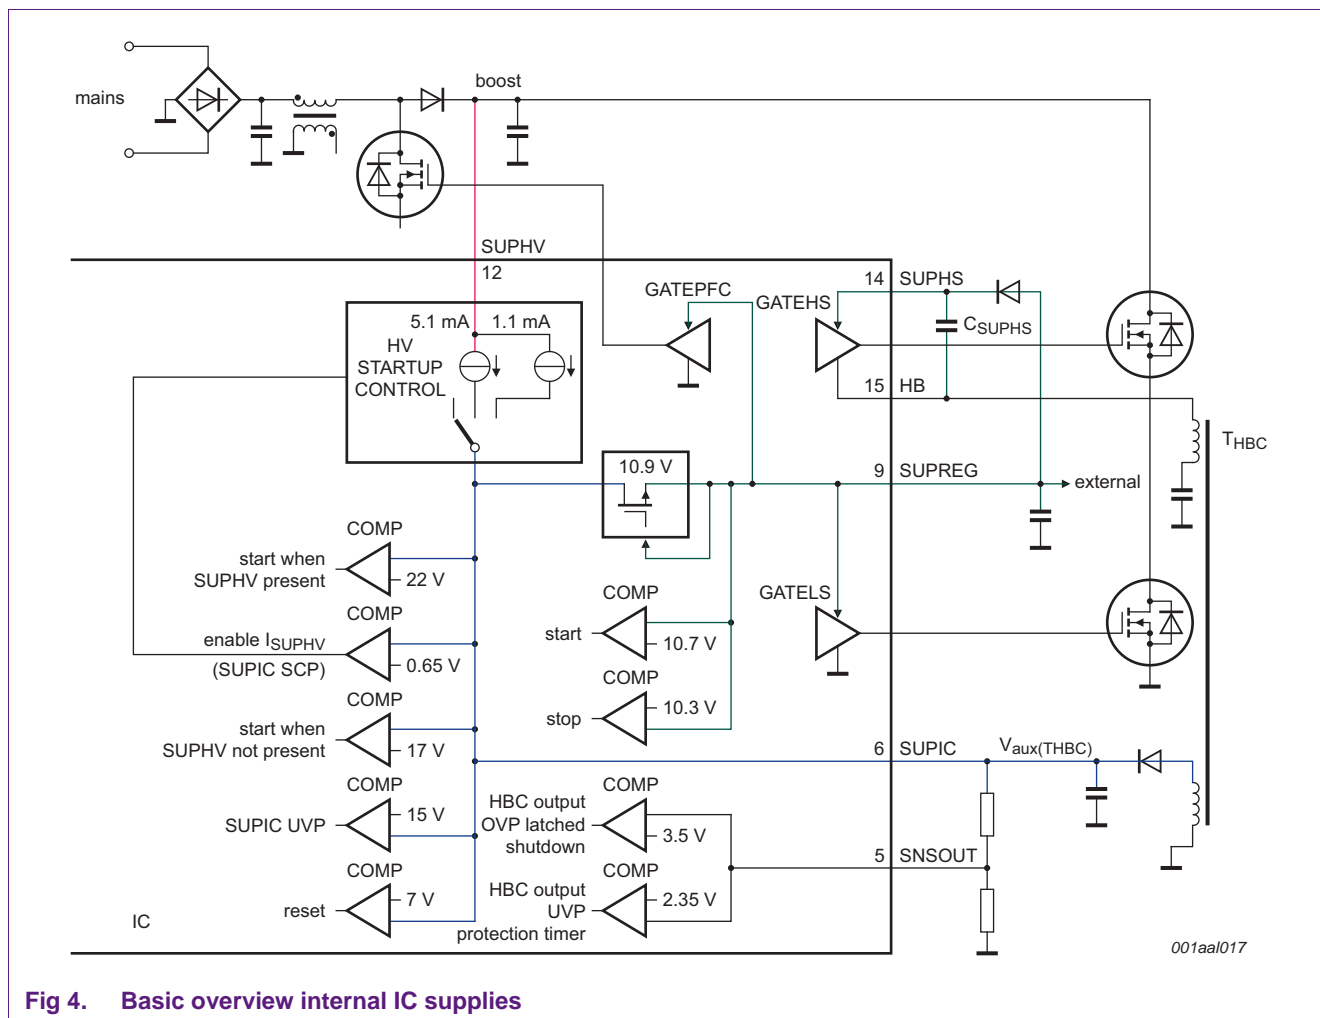 mains
boost
SUPHV
12
14 SUPHS
GATEPFC
GATEHS
5.1 mA 1.1 mA
HV
STARTUP
CONTROL
CSUPHS
15 HB
THBC
10.9 V
9 SUPREG
external
COMP
start when
SUPHV present
22 V
COMP
GATELS
COMP
enable ISUPHV
(SUPIC SCP)
0.65 V
start
10.7 V
COMP
COMP
start when
SUPHV not present
17 V
stop
10.3 V
6 SUPIC
Vaux(THBC)
COMP
SUPIC UVP
15 V
COMP
HBC output
OVP latched
shutdown
3.5 V
5 SNSOUT
COMP
reset
7 V
COMP
HBC output
UVP
protection timer
2.35 V
IC
001aal017
Fig 4. Basic overview internal IC supplies